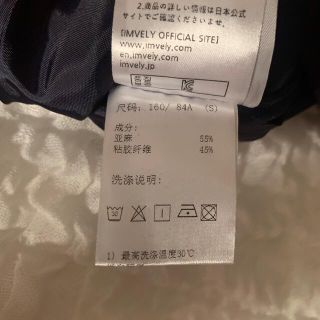 2.商品の詳しい情報は日本公式
サイトでご確認ください。
[IMVELY OFFICIAL SITE]
www.imvely.com
en.imvely.com
imvely.jp
尺码: 160/ 84A (S)
成分:
亚麻 55%
粘胶纤维 45%
洗涤说明:
30
1) 最高洗涤温度30℃